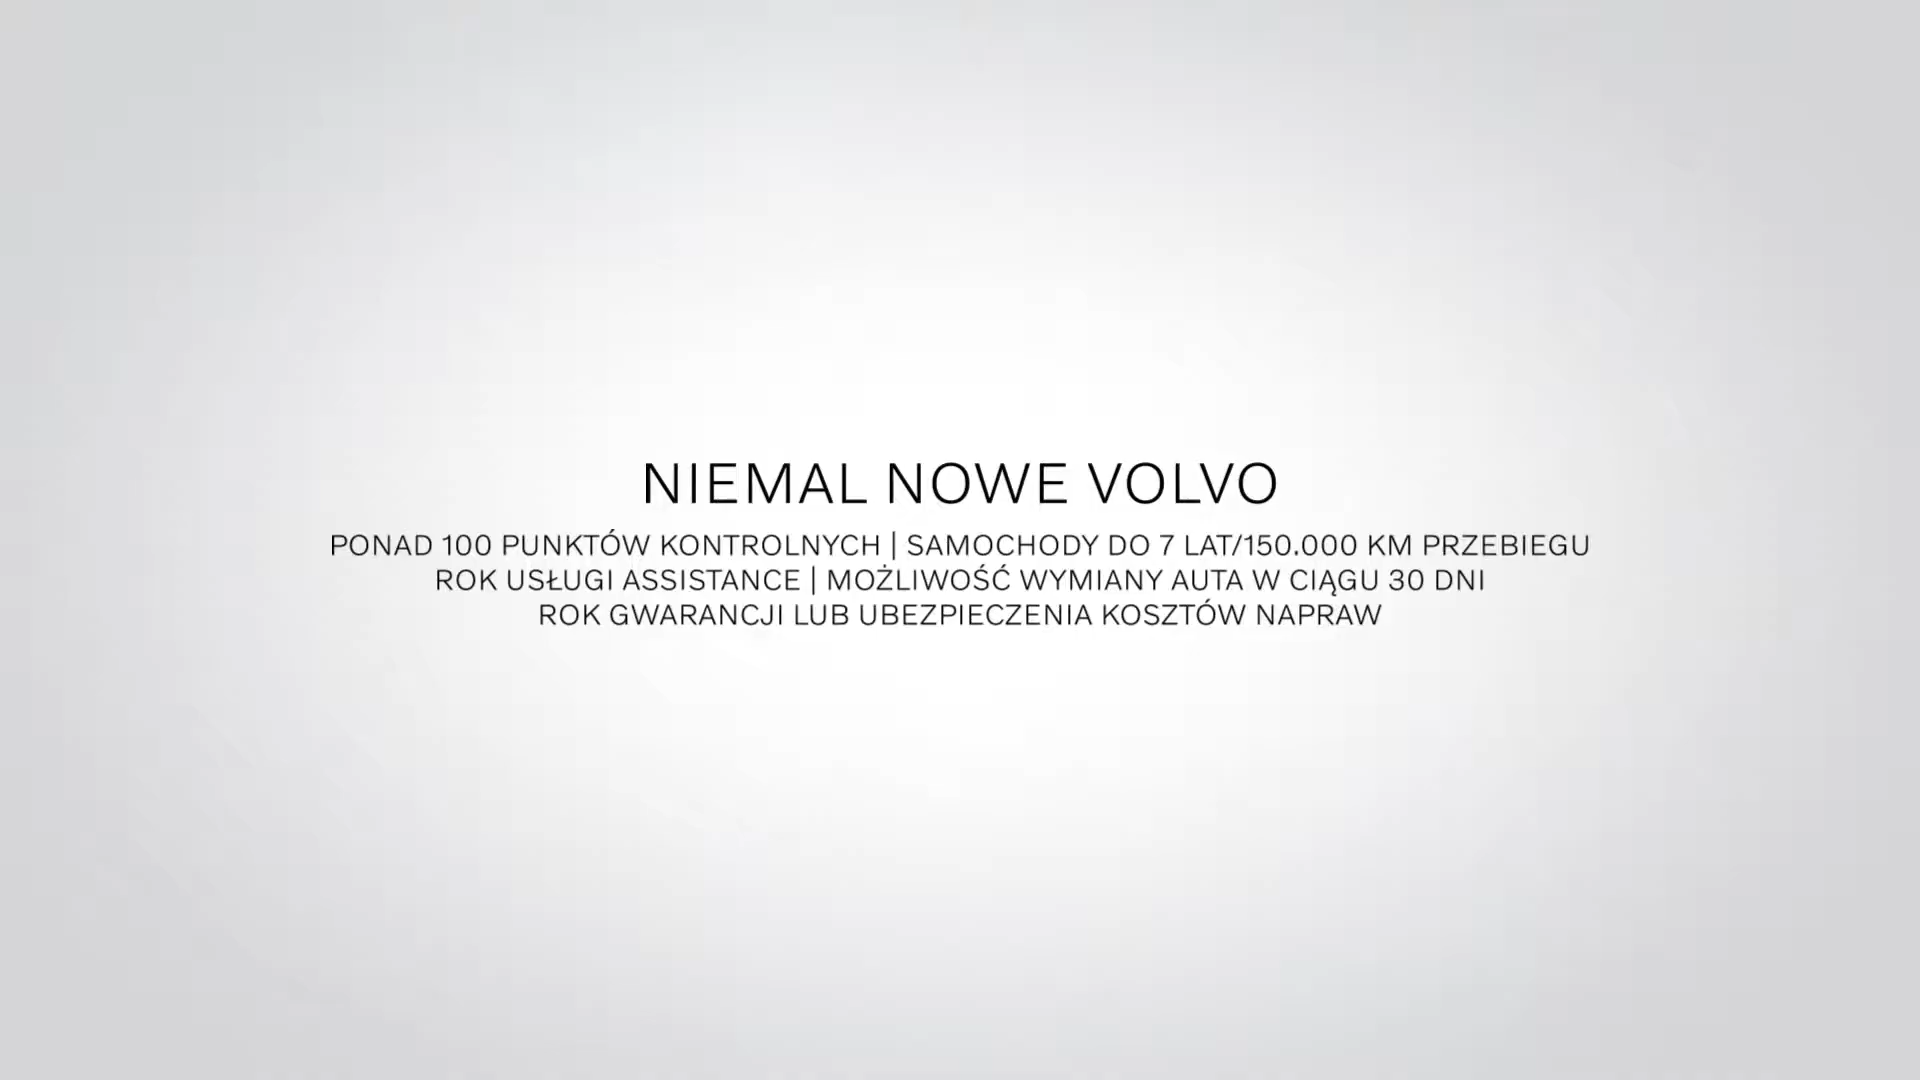 NIEMAL NOWE VOLVO
PONAD 100 PUNKTÓW KONTROLNYCH | SAMOCHODY DO 7 LAT/150.000 KM PRZEBIEGU
ROK USŁUGI ASSISTANCE | MOŻLIWOŚĆ WYMIANY AUTA W CIĄGU 30 DNI
ROK GWARANCJI LUB UBEZPIECZENIA KOSZTÓW NAPRAW